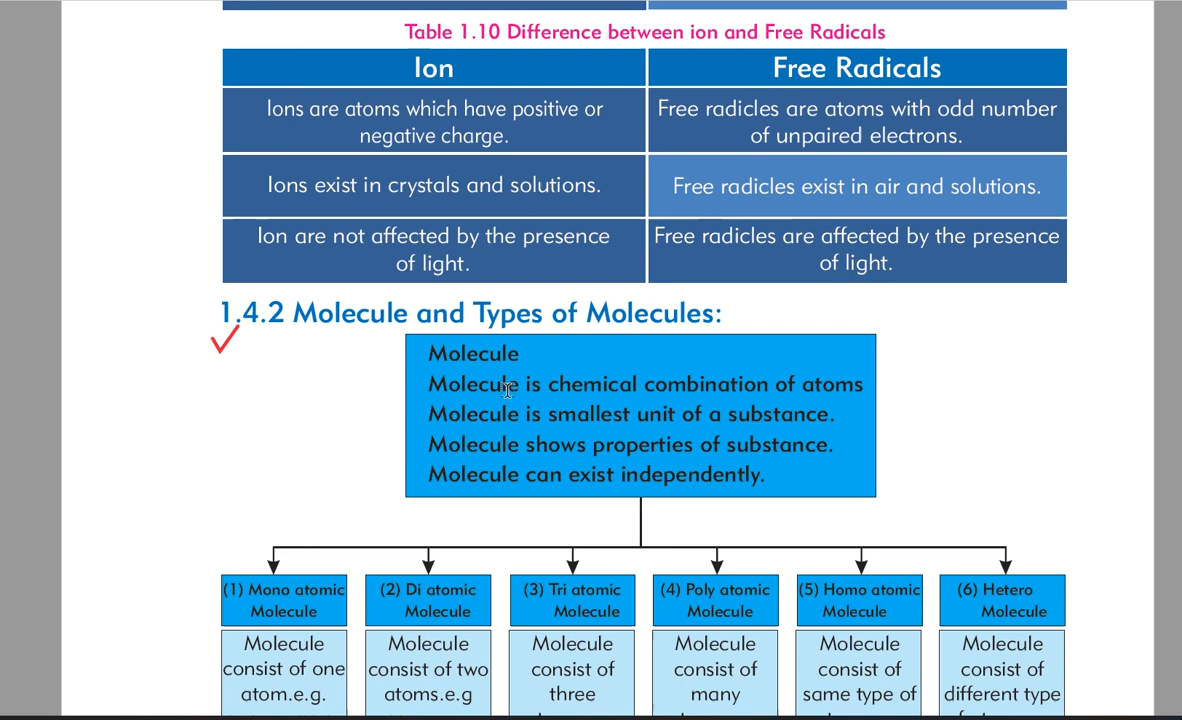 Table 1.10 Difference between ion and Free Radicals
Ion
Free Radicals
Ions are atoms which have positive or
negative charge.
Free radicles are atoms with odd number
of unpaired electrons.
Ions exist in crystals and solutions.
Free radicles exist in air and solutions.
Ion are not affected by the presence
of light.
Free radicles are affected by the presence
of light.
1.4.2 Molecule and Types of Molecules:
Molecule
Molecule is chemical combination of atoms
Molecule is smallest unit of a substance.
Molecule shows properties of substance.
Molecule can exist independently.
(1) Mono atomic
Molecule
(2) Di atomic
Molecule
(3) Tri atomic
Molecule
(4) Poly atomic
Molecule
(5) Homo atomic
Molecule
(6) Hetero
Molecule
Molecule
consist of one
atom.e.g.
Molecule
consist of two
atoms.e.g
Molecule
consist of
three
Molecule
consist of
many
Molecule
consist of
same type of
Molecule
consist of
different type